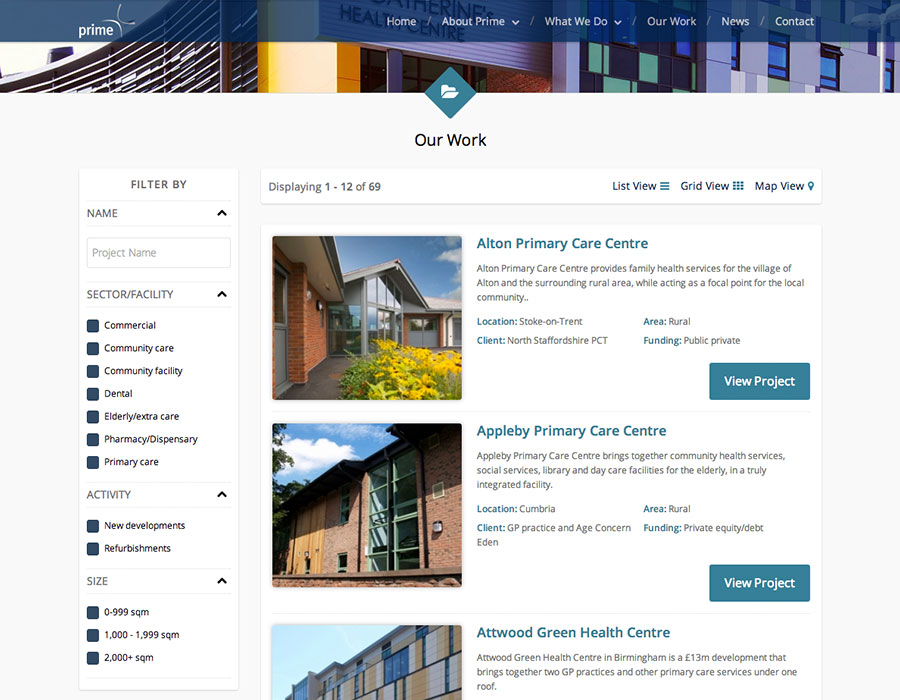 prime
Home / About Prime / What We Do / Our Work / News / Contact
CATHERINE'S
HEALTH CENTRE
Our Work
FILTER BY
NAME
Project Name
SECTOR/FACILITY
Commercial
Community care
Community facility
Dental
Elderly/extra care
Pharmacy/Dispensary
Primary care
ACTIVITY
New developments
Refurbishments
SIZE
0-999 sqm
1,000 - 1,999 sqm
2,000+ sqm
Displaying 1 - 12 of 69
List View Grid View Map View
Alton Primary Care Centre
Alton Primary Care Centre provides family health services for the village of
Alton and the surrounding rural area, while acting as a focal point for the local
community..
Location: Stoke-on-Trent Area: Rural
Client: North Staffordshire PCT Funding: Public private
View Project
Appleby Primary Care Centre
Appleby Primary Care Centre brings together community health services,
social services, library and day care facilities for the elderly, in a truly
integrated facility.
Location: Cumbria Area: Rural
Client: GP practice and Age Concern Funding: Private equity/debt
Eden
View Project
Attwood Green Health Centre
Attwood Green Health Centre in Birmingham is a £13m development that
brings together two GP practices and other primary care services under one
roof.